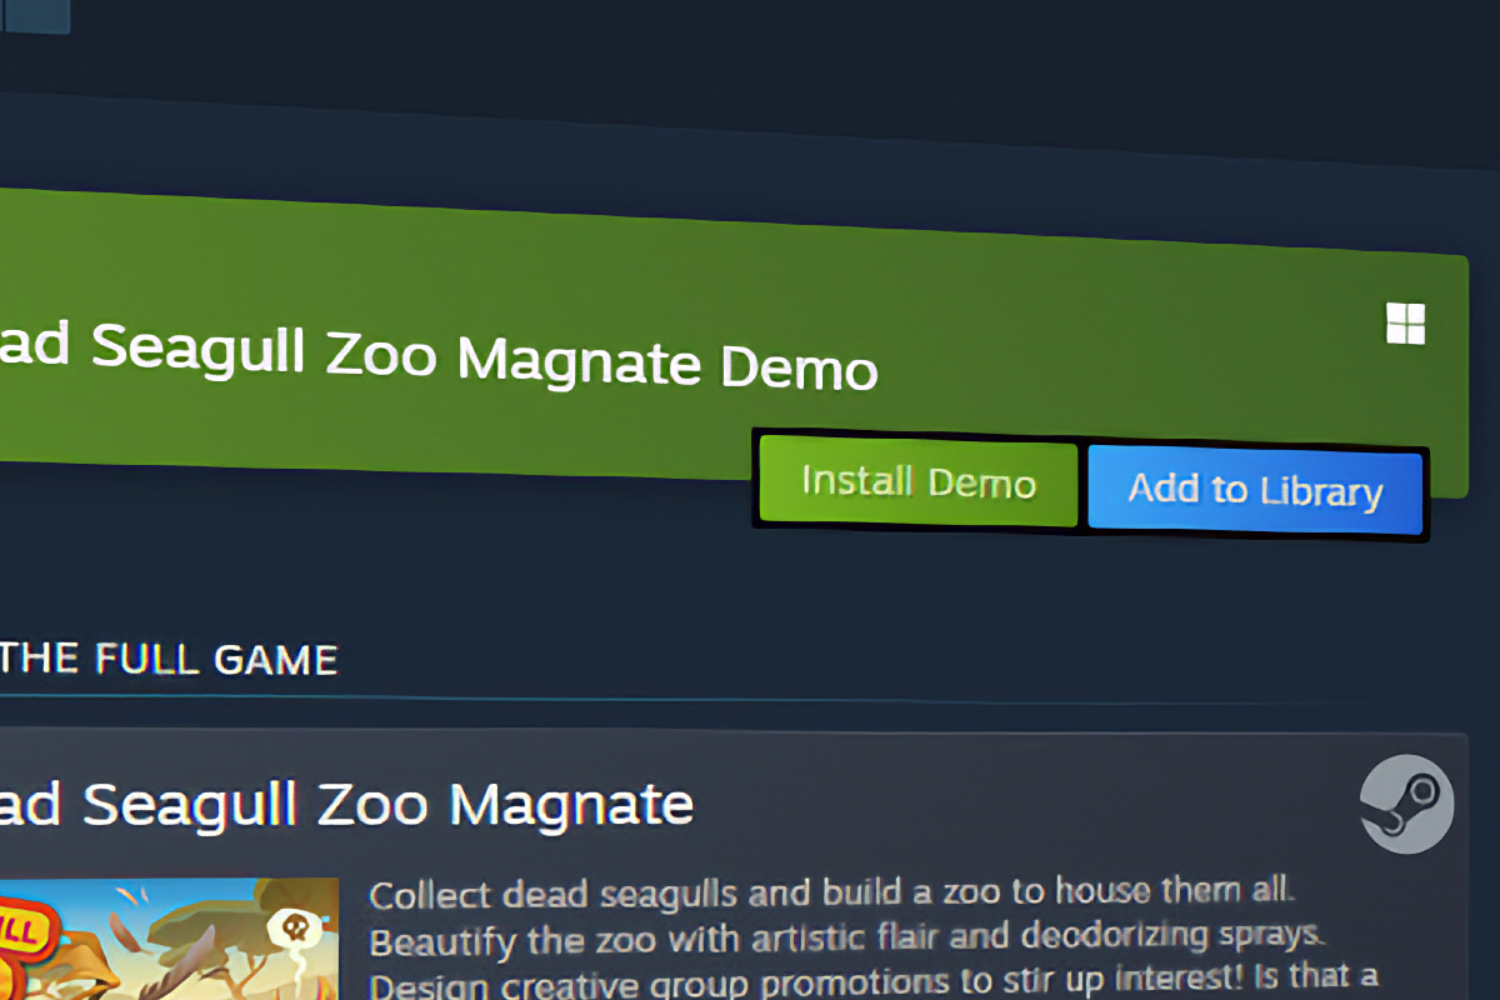 ad Seagull Zoo Magnate Demo
Install Demo
Add to Library
THE FULL GAME
ad Seagull Zoo Magnate
ILL
Collect dead seagulls and build a zoo to house them all.
Beautify the zoo with artistic flair and deodorizing sprays.
Design creative group promotions to stir up interest! Is that a